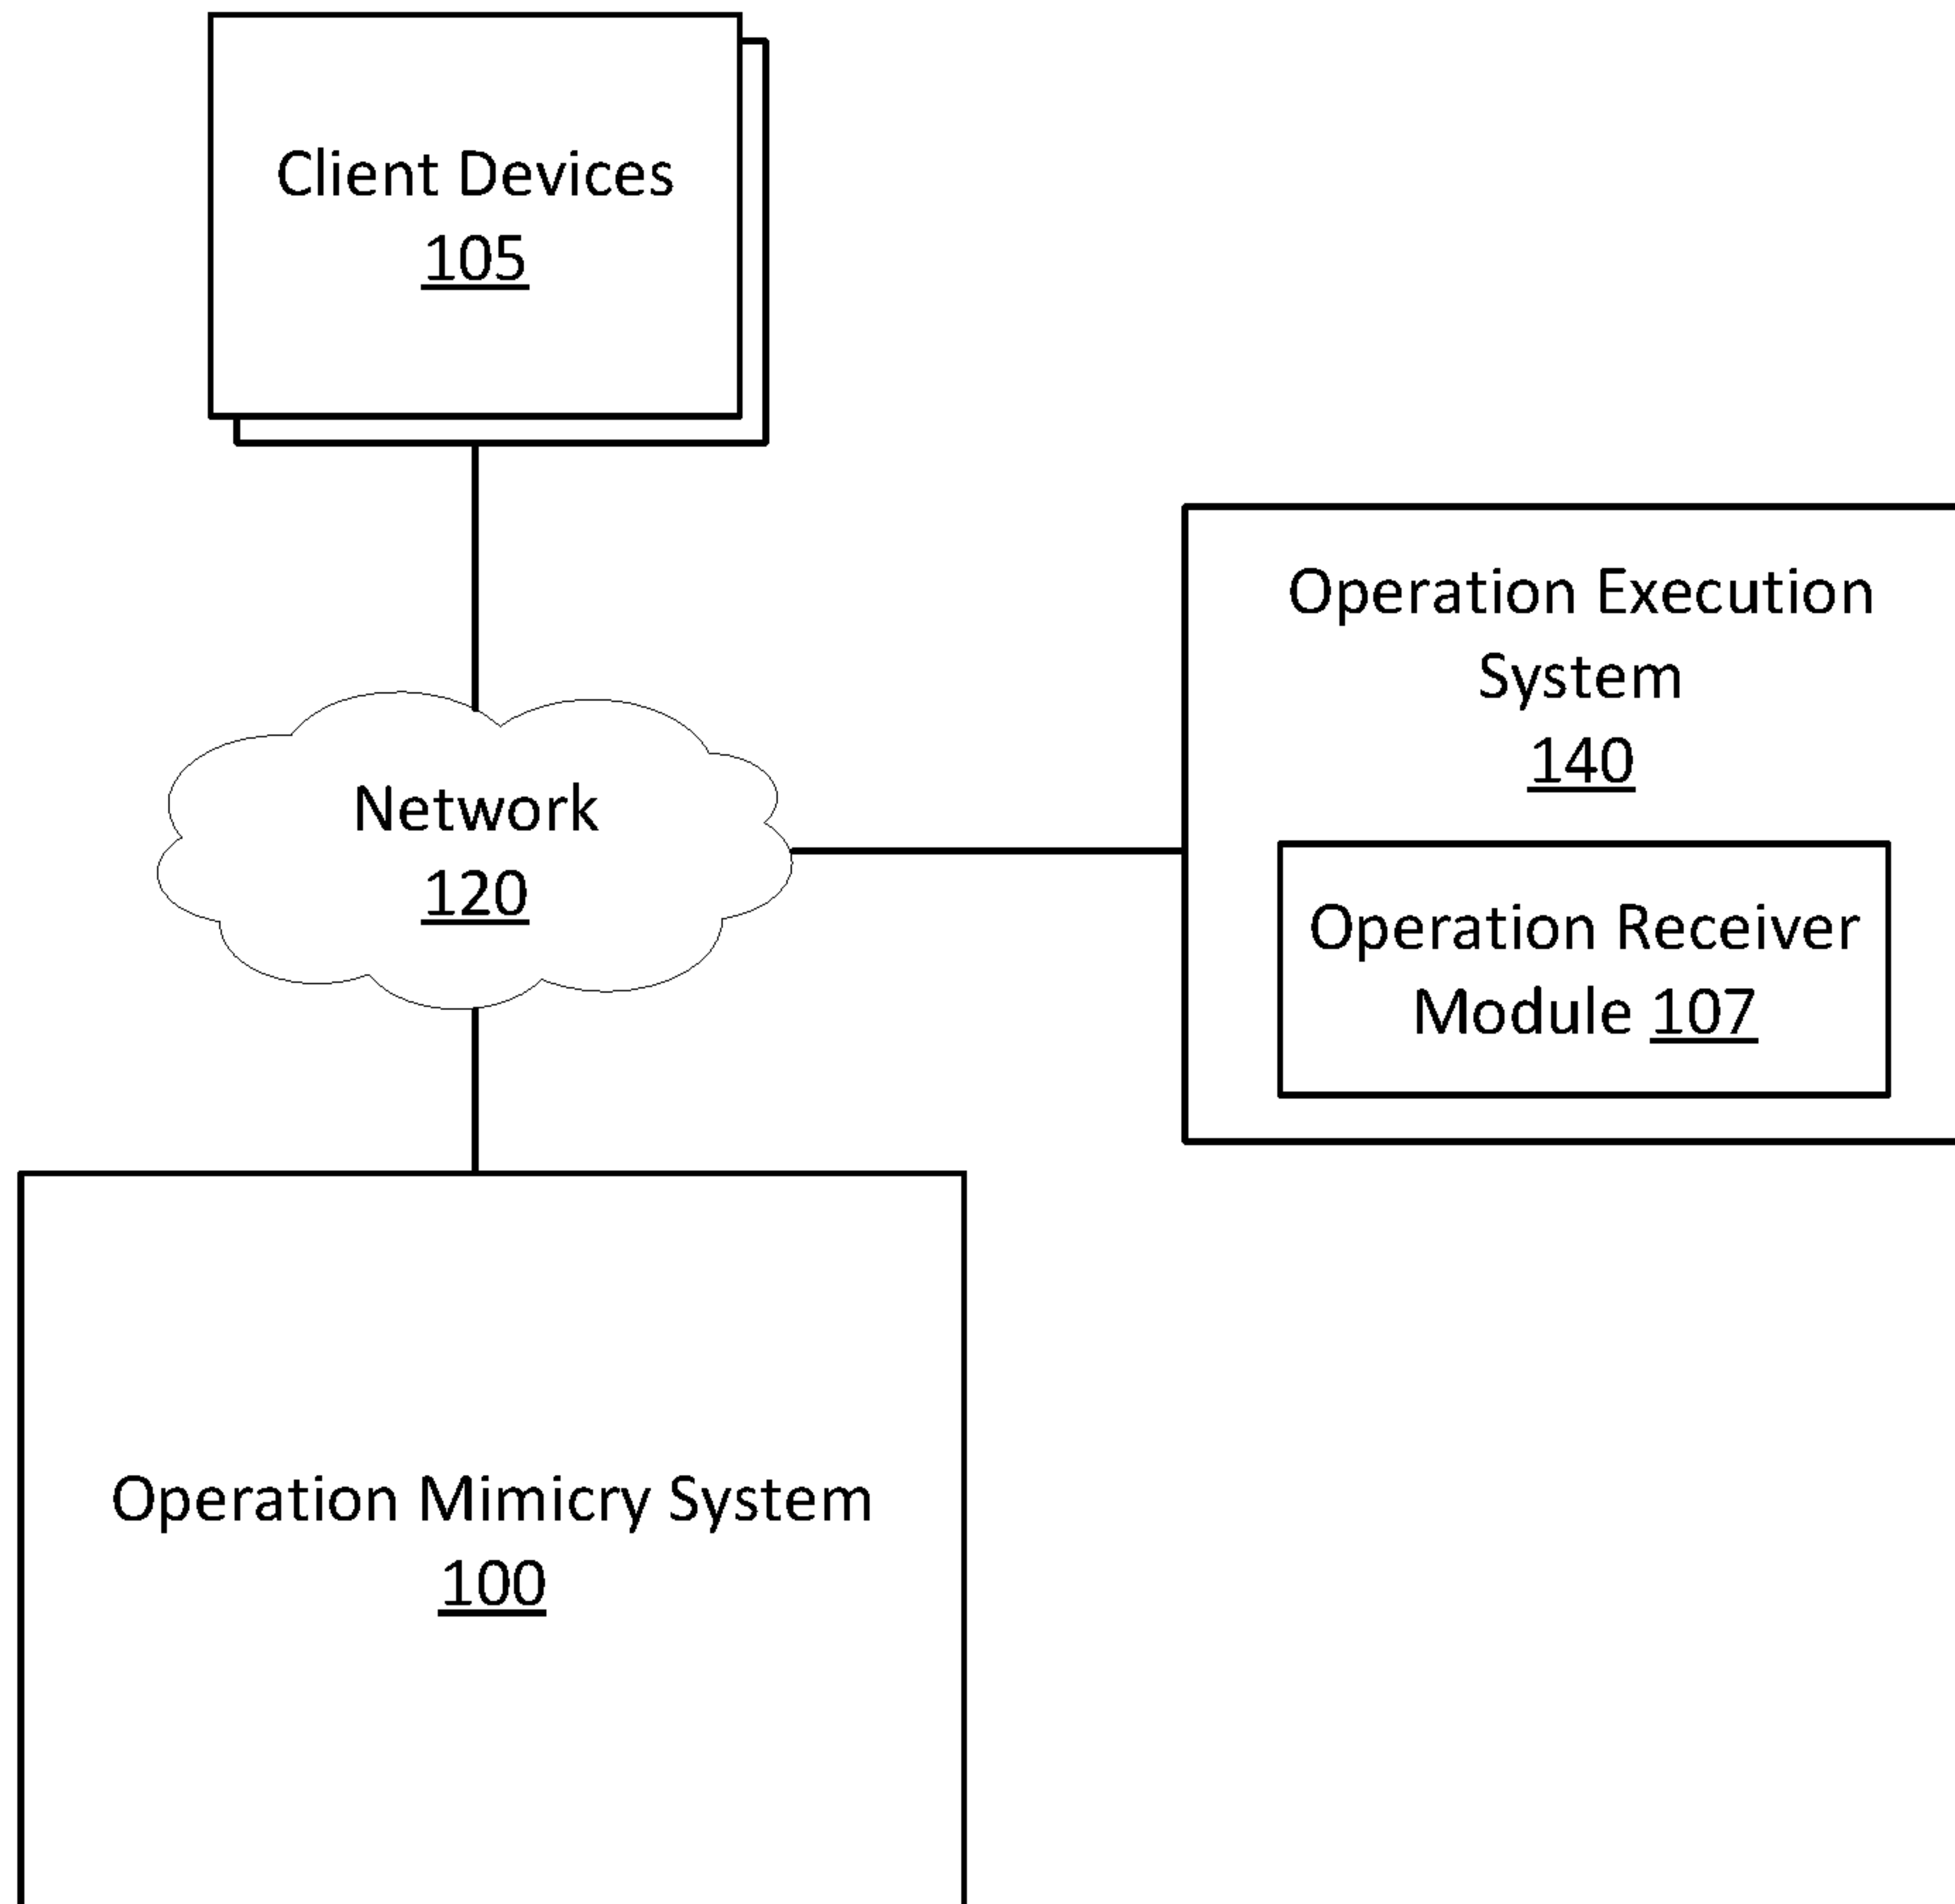 Client Devices
105
Operation Execution
System
140
Network
120
Operation Receiver
Module 107
Operation Mimicry System
100